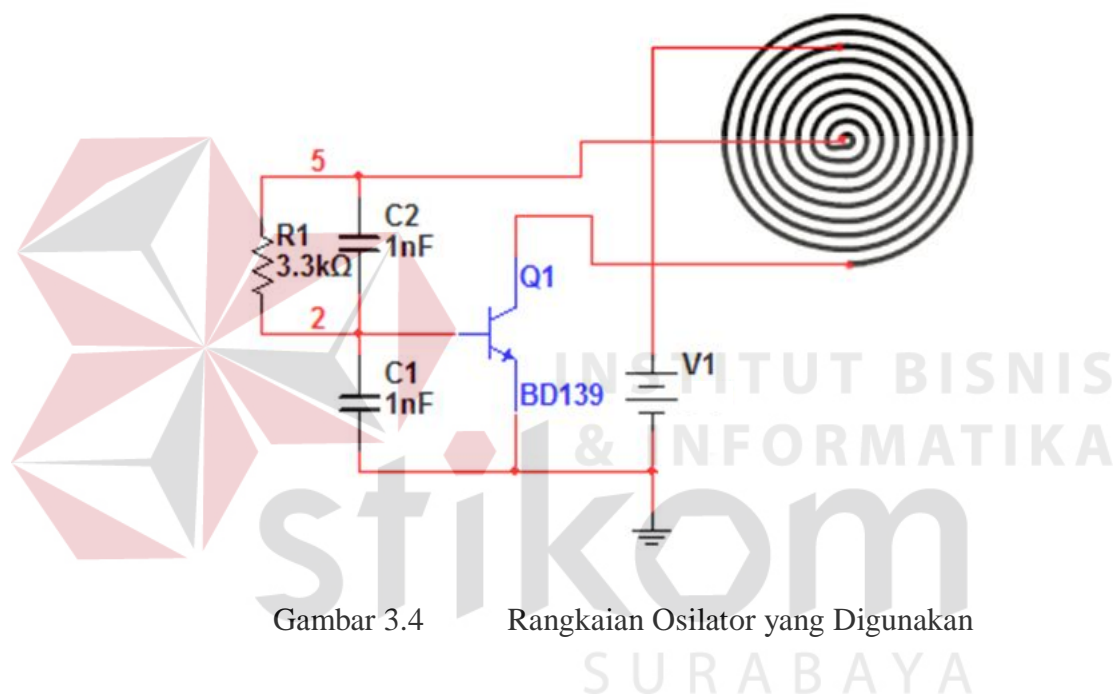 5
C2
1nF
R1
3.3kΩ
Q1
2
C1
1nF
BD139
V1
INSTITUT BISNIS
& INFORMATIKA
stikom
SURABAYA
Gambar 3.4 Rangkaian Osilator yang Digunakan